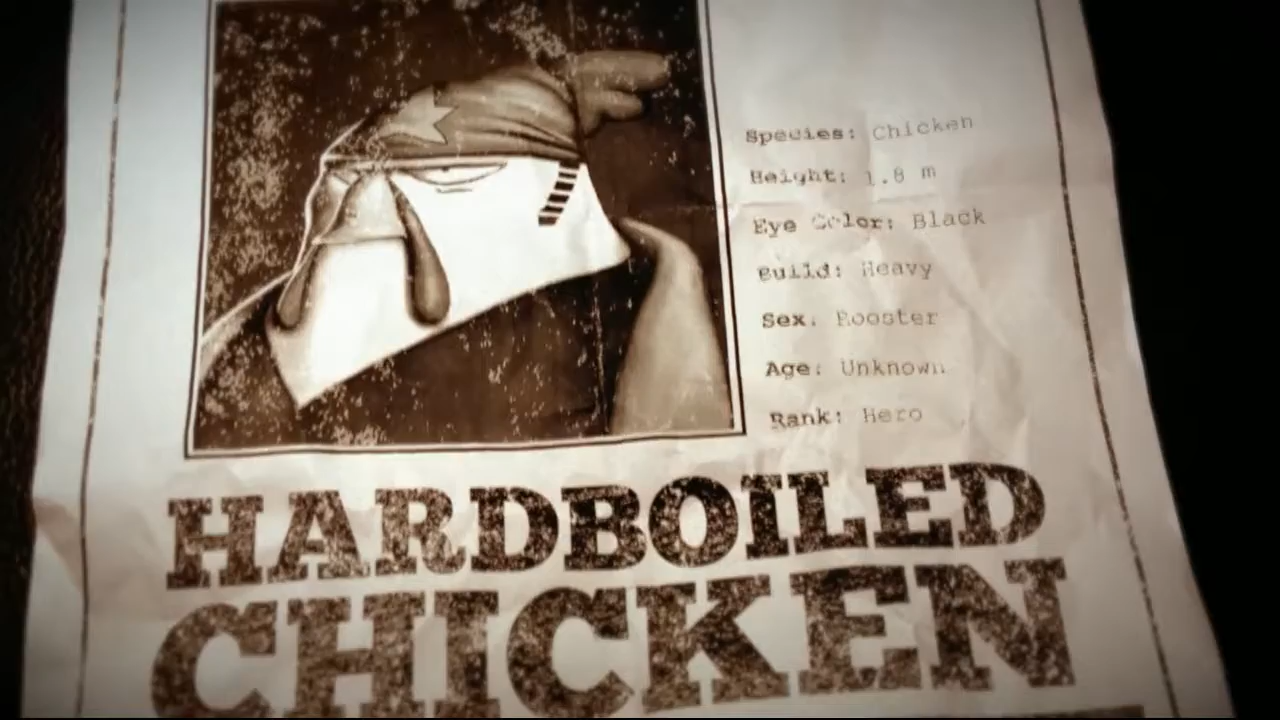 Species: Chicken
Height: 1.8 m
Eye Color: Black
Build: Heavy
Sex. Rooster
Age: Unknown
Rank: Hero
HARDBOILED
CHICKEN